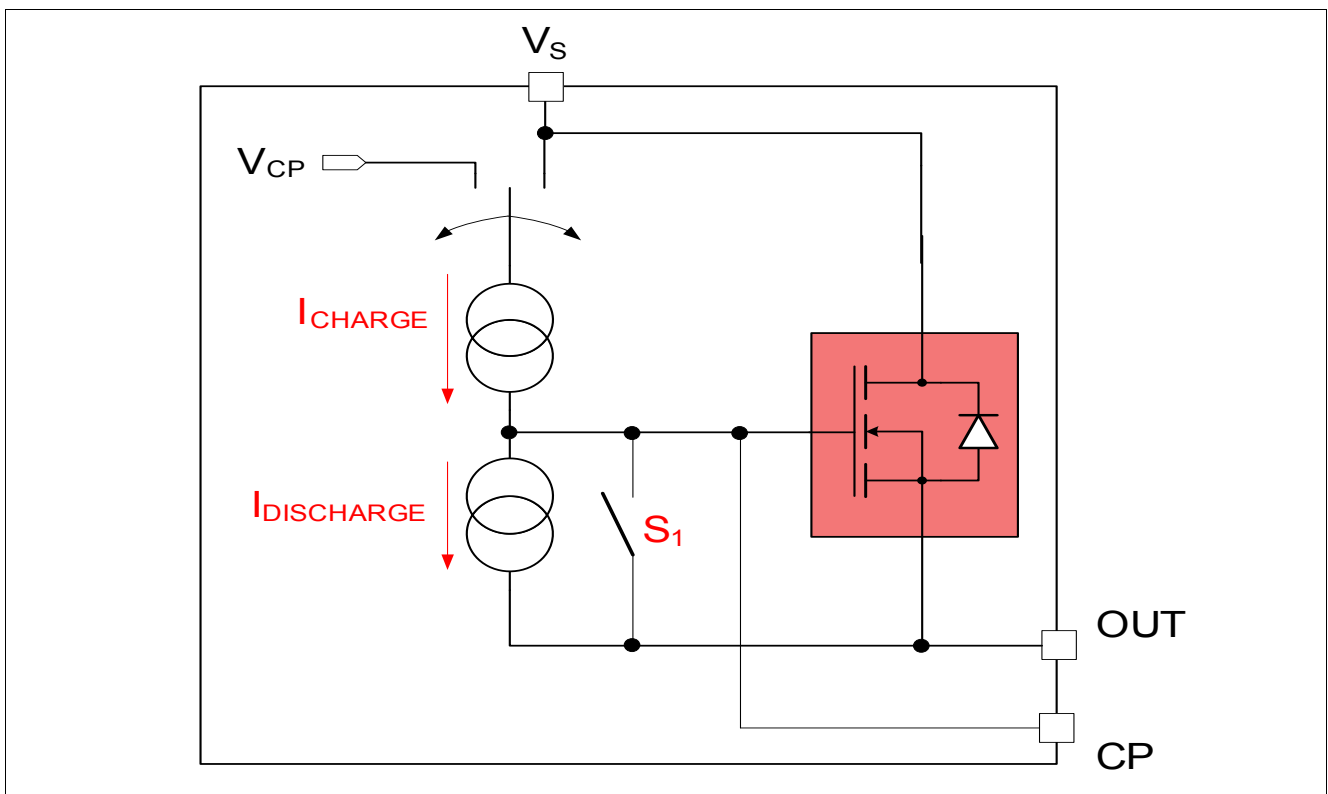 VS
VCP
ICHARGE
IDISCHARGE
S1
OUT
CP